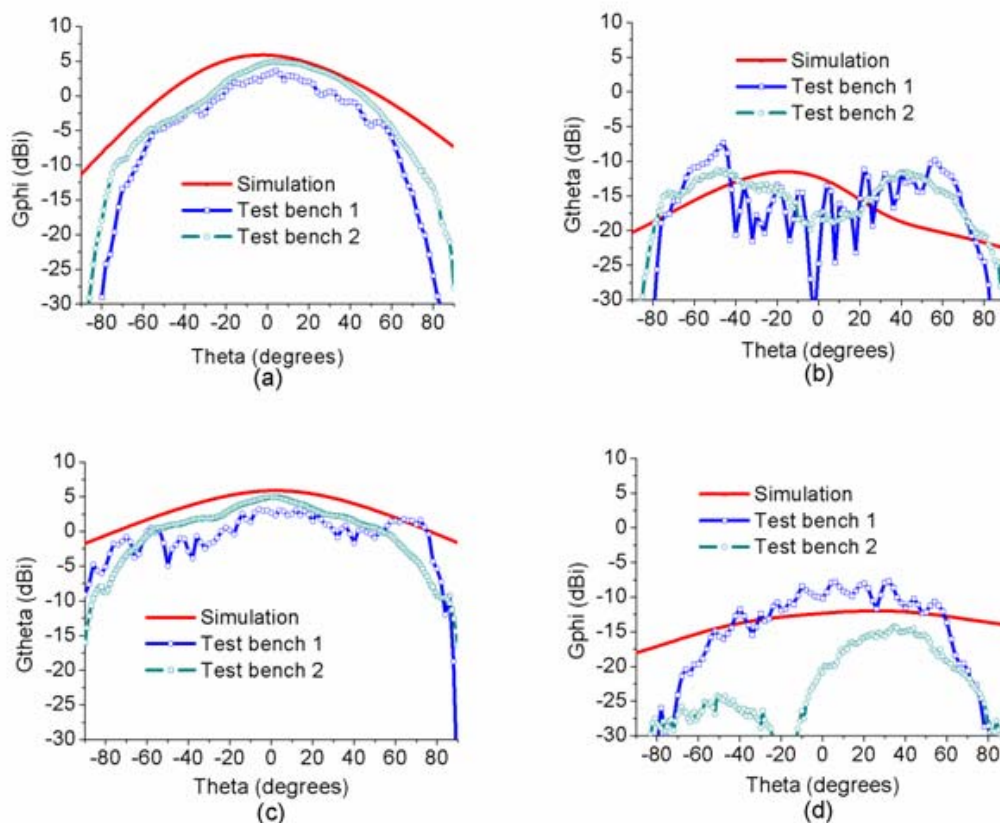 10
5
0
-5
-10
-15
-20
-25
-30
Gphi (dBi)
Simulation
Test bench 1
Test bench 2
-80 -60 -40 -20 0 20 40 60 80
Theta (degrees)
(a)
10
5
0
-5
-10
-15
-20
-25
-30
Gtheta (dBi)
Simulation
Test bench 1
Test bench 2
-80 -60 -40 -20 0 20 40 60 80
Theta (degrees)
(b)
10
5
0
-5
-10
-15
-20
-25
-30
Gtheta (dBi)
Simulation
Test bench 1
Test bench 2
-80 -60 -40 -20 0 20 40 60 80
Theta (degrees)
(c)
10
5
0
-5
-10
-15
-20
-25
-30
Gphi (dBi)
Simulation
Test bench 1
Test bench 2
-80 -60 -40 -20 0 20 40 60 80
Theta (degrees)
(d)